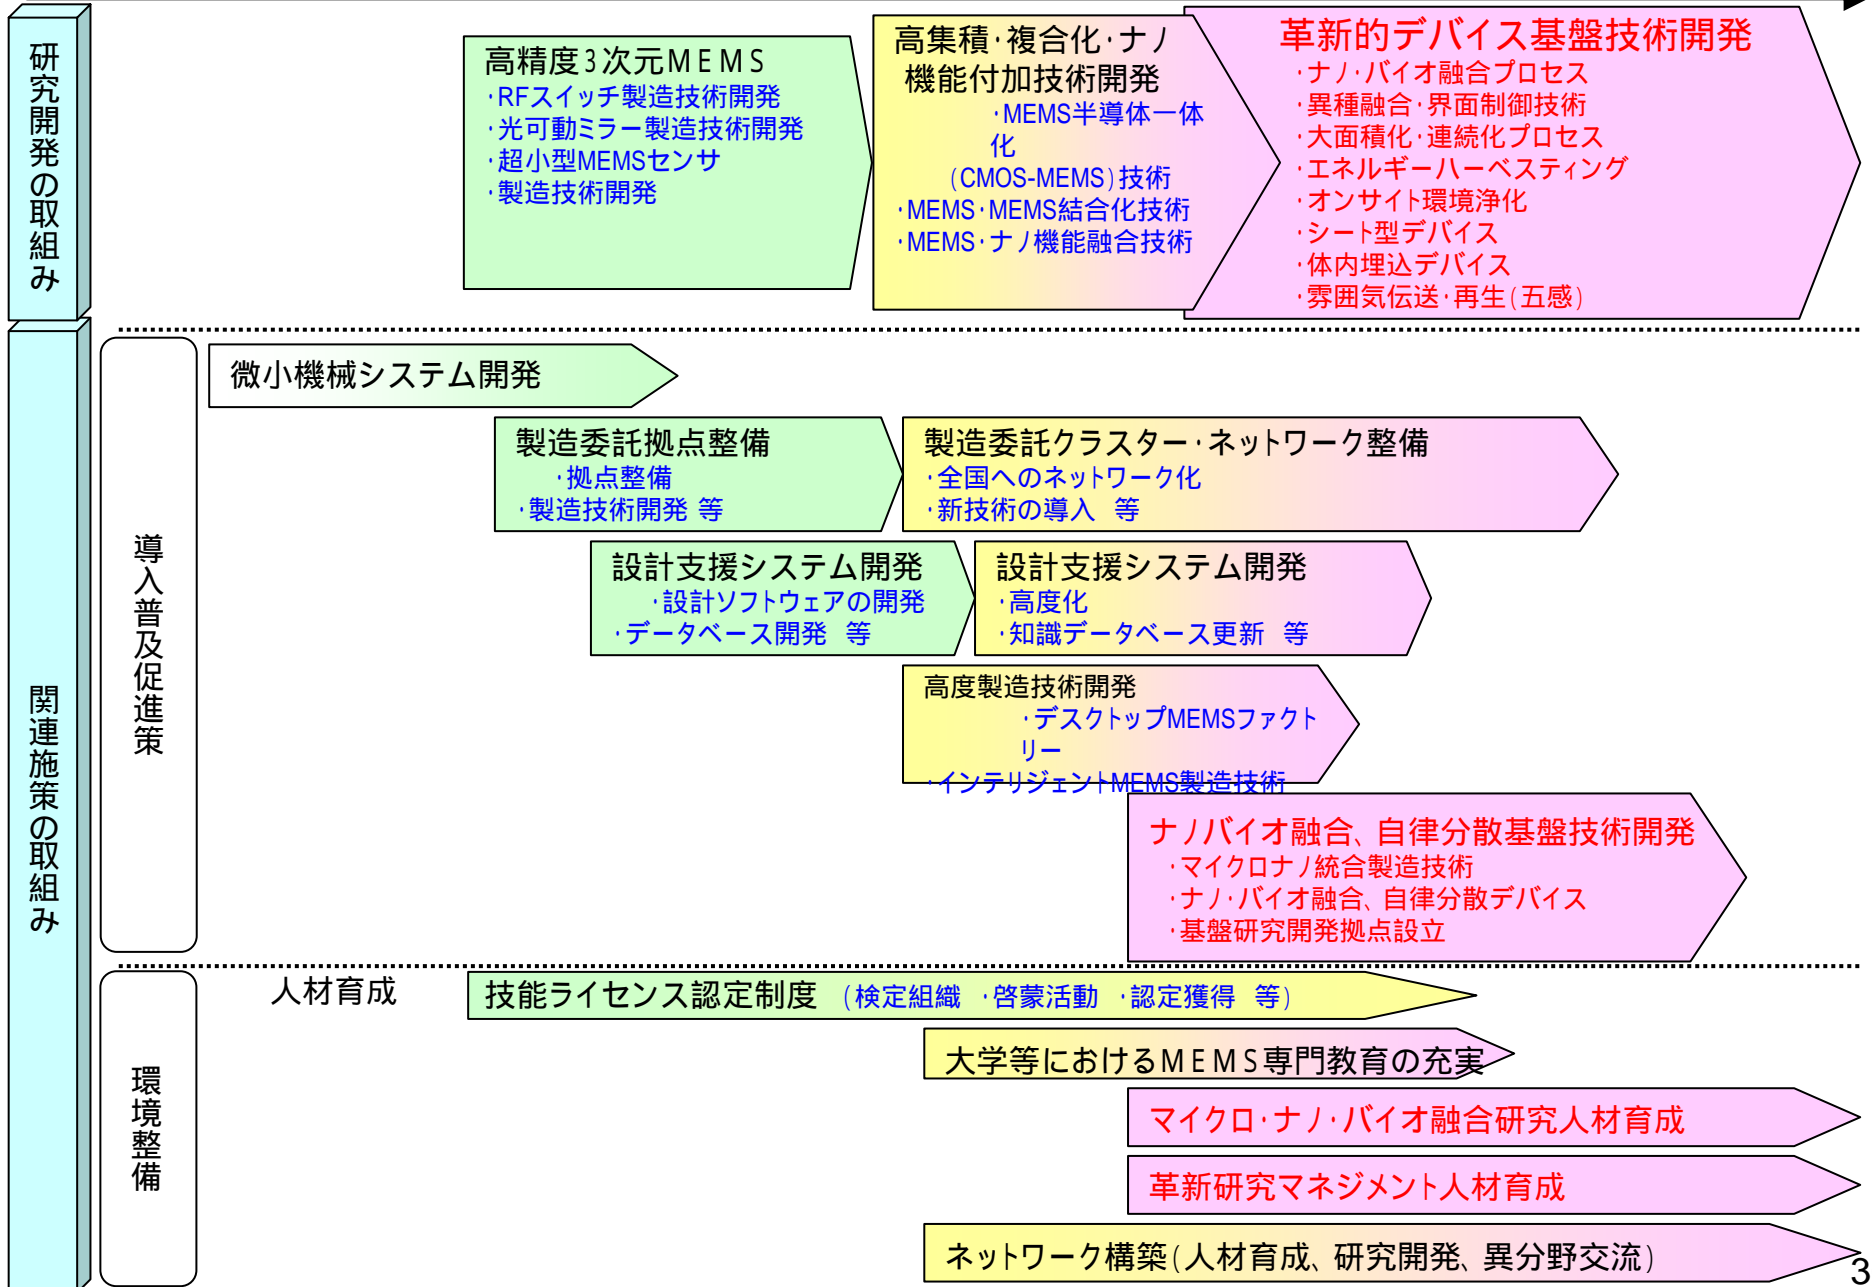 研究開発の取組み
高精度3次元MEMS
・RFスイッチ製造技術開発
・光可動ミラー製造技術開発
・超小型MEMSセンサ
・製造技術開発
高集積・複合化・ナノ
機能付加技術開発
・MEMS半導体一体
化
(CMOS-MEMS)技術
・MEMS・MEMS結合化技術
・MEMS・ナノ機能融合技術
革新的デバイス基盤技術開発
・ナノ・バイオ融合プロセス
・異種融合・界面制御技術
・大面積化・連続化プロセス
・エネルギーハーベスティング
・オンサイト環境浄化
・シート型デバイス
・体内埋込デバイス
・雰囲気伝送・再生(五感)
関連施策の取組み
導入普及促進策
微小機械システム開発
製造委託拠点整備
・拠点整備
・製造技術開発 等
製造委託クラスター・ネットワーク整備
・全国へのネットワーク化
・新技術の導入 等
設計支援システム開発
・設計ソフトウェアの開発
・データベース開発 等
設計支援システム開発
・高度化
・知識データベース更新 等
高度製造技術開発
・デスクトップMEMSファクト
リー
・インテリジェントMEMS製造技術
ナノバイオ融合、自律分散基盤技術開発
・マイクロナノ統合製造技術
・ナノ・バイオ融合、自律分散デバイス
・基盤研究開発拠点設立
環境整備
人材育成
技能ライセンス認定制度 (検定組織 ・啓蒙活動 ・認定獲得 等)
大学等におけるMEMS専門教育の充実
マイクロ・ナノ・バイオ融合研究人材育成
革新研究マネジメント人材育成
ネットワーク構築(人材育成、研究開発、異分野交流)
3